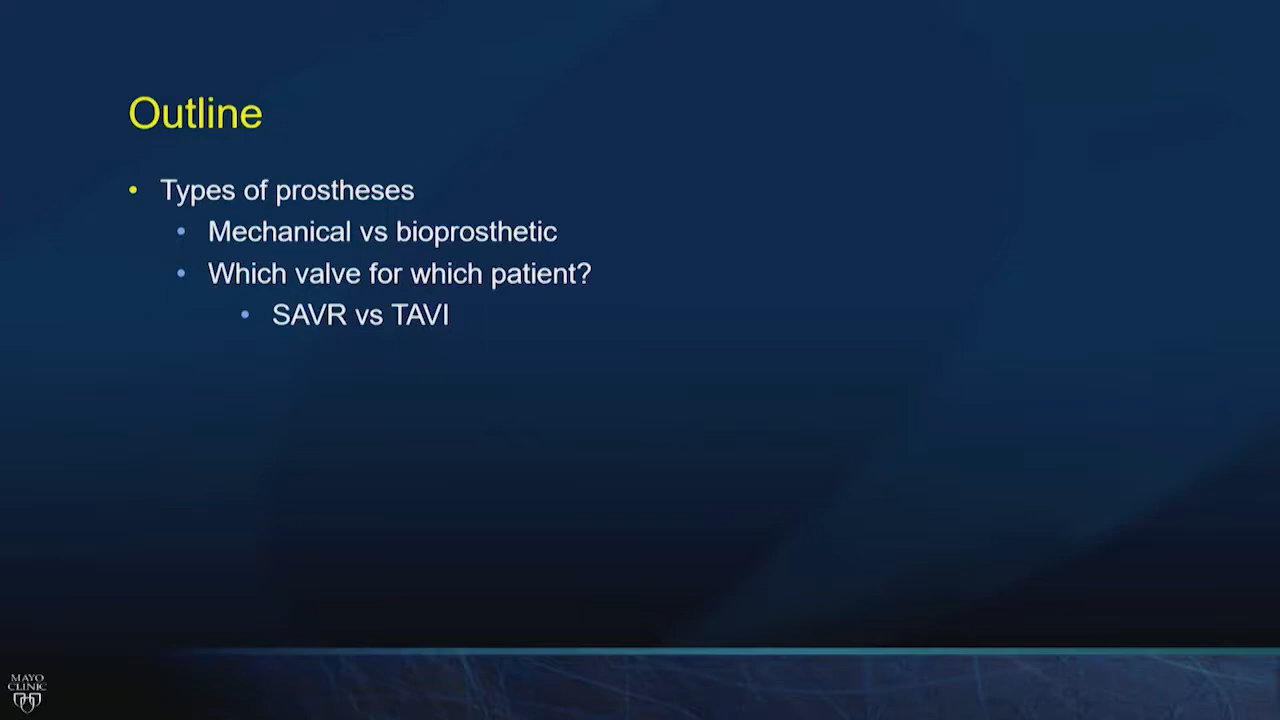 Outline
• Types of prostheses
• Mechanical vs bioprosthetic
• Which valve for which patient?
• SAVR vs TAVI
MAYO
CLINIC